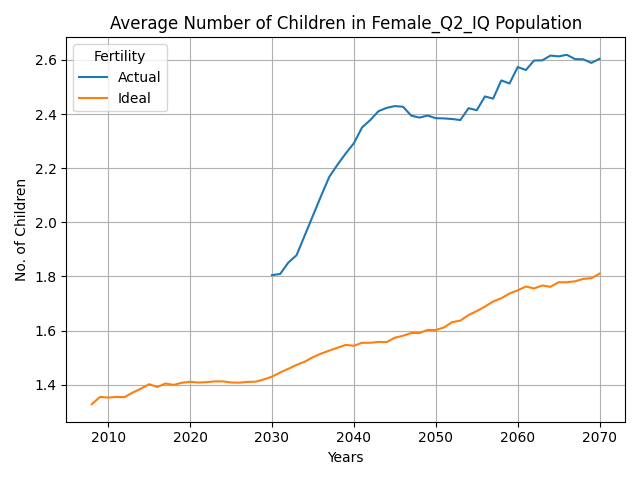 Average Number of Children in Female_Q2_IQ Population
Fertility
Actual
Ideal
No. of Children
2.6
2.4
2.2
2.0
1.8
1.6
1.4
2010 2020 2030 2040 2050 2060 2070
Years